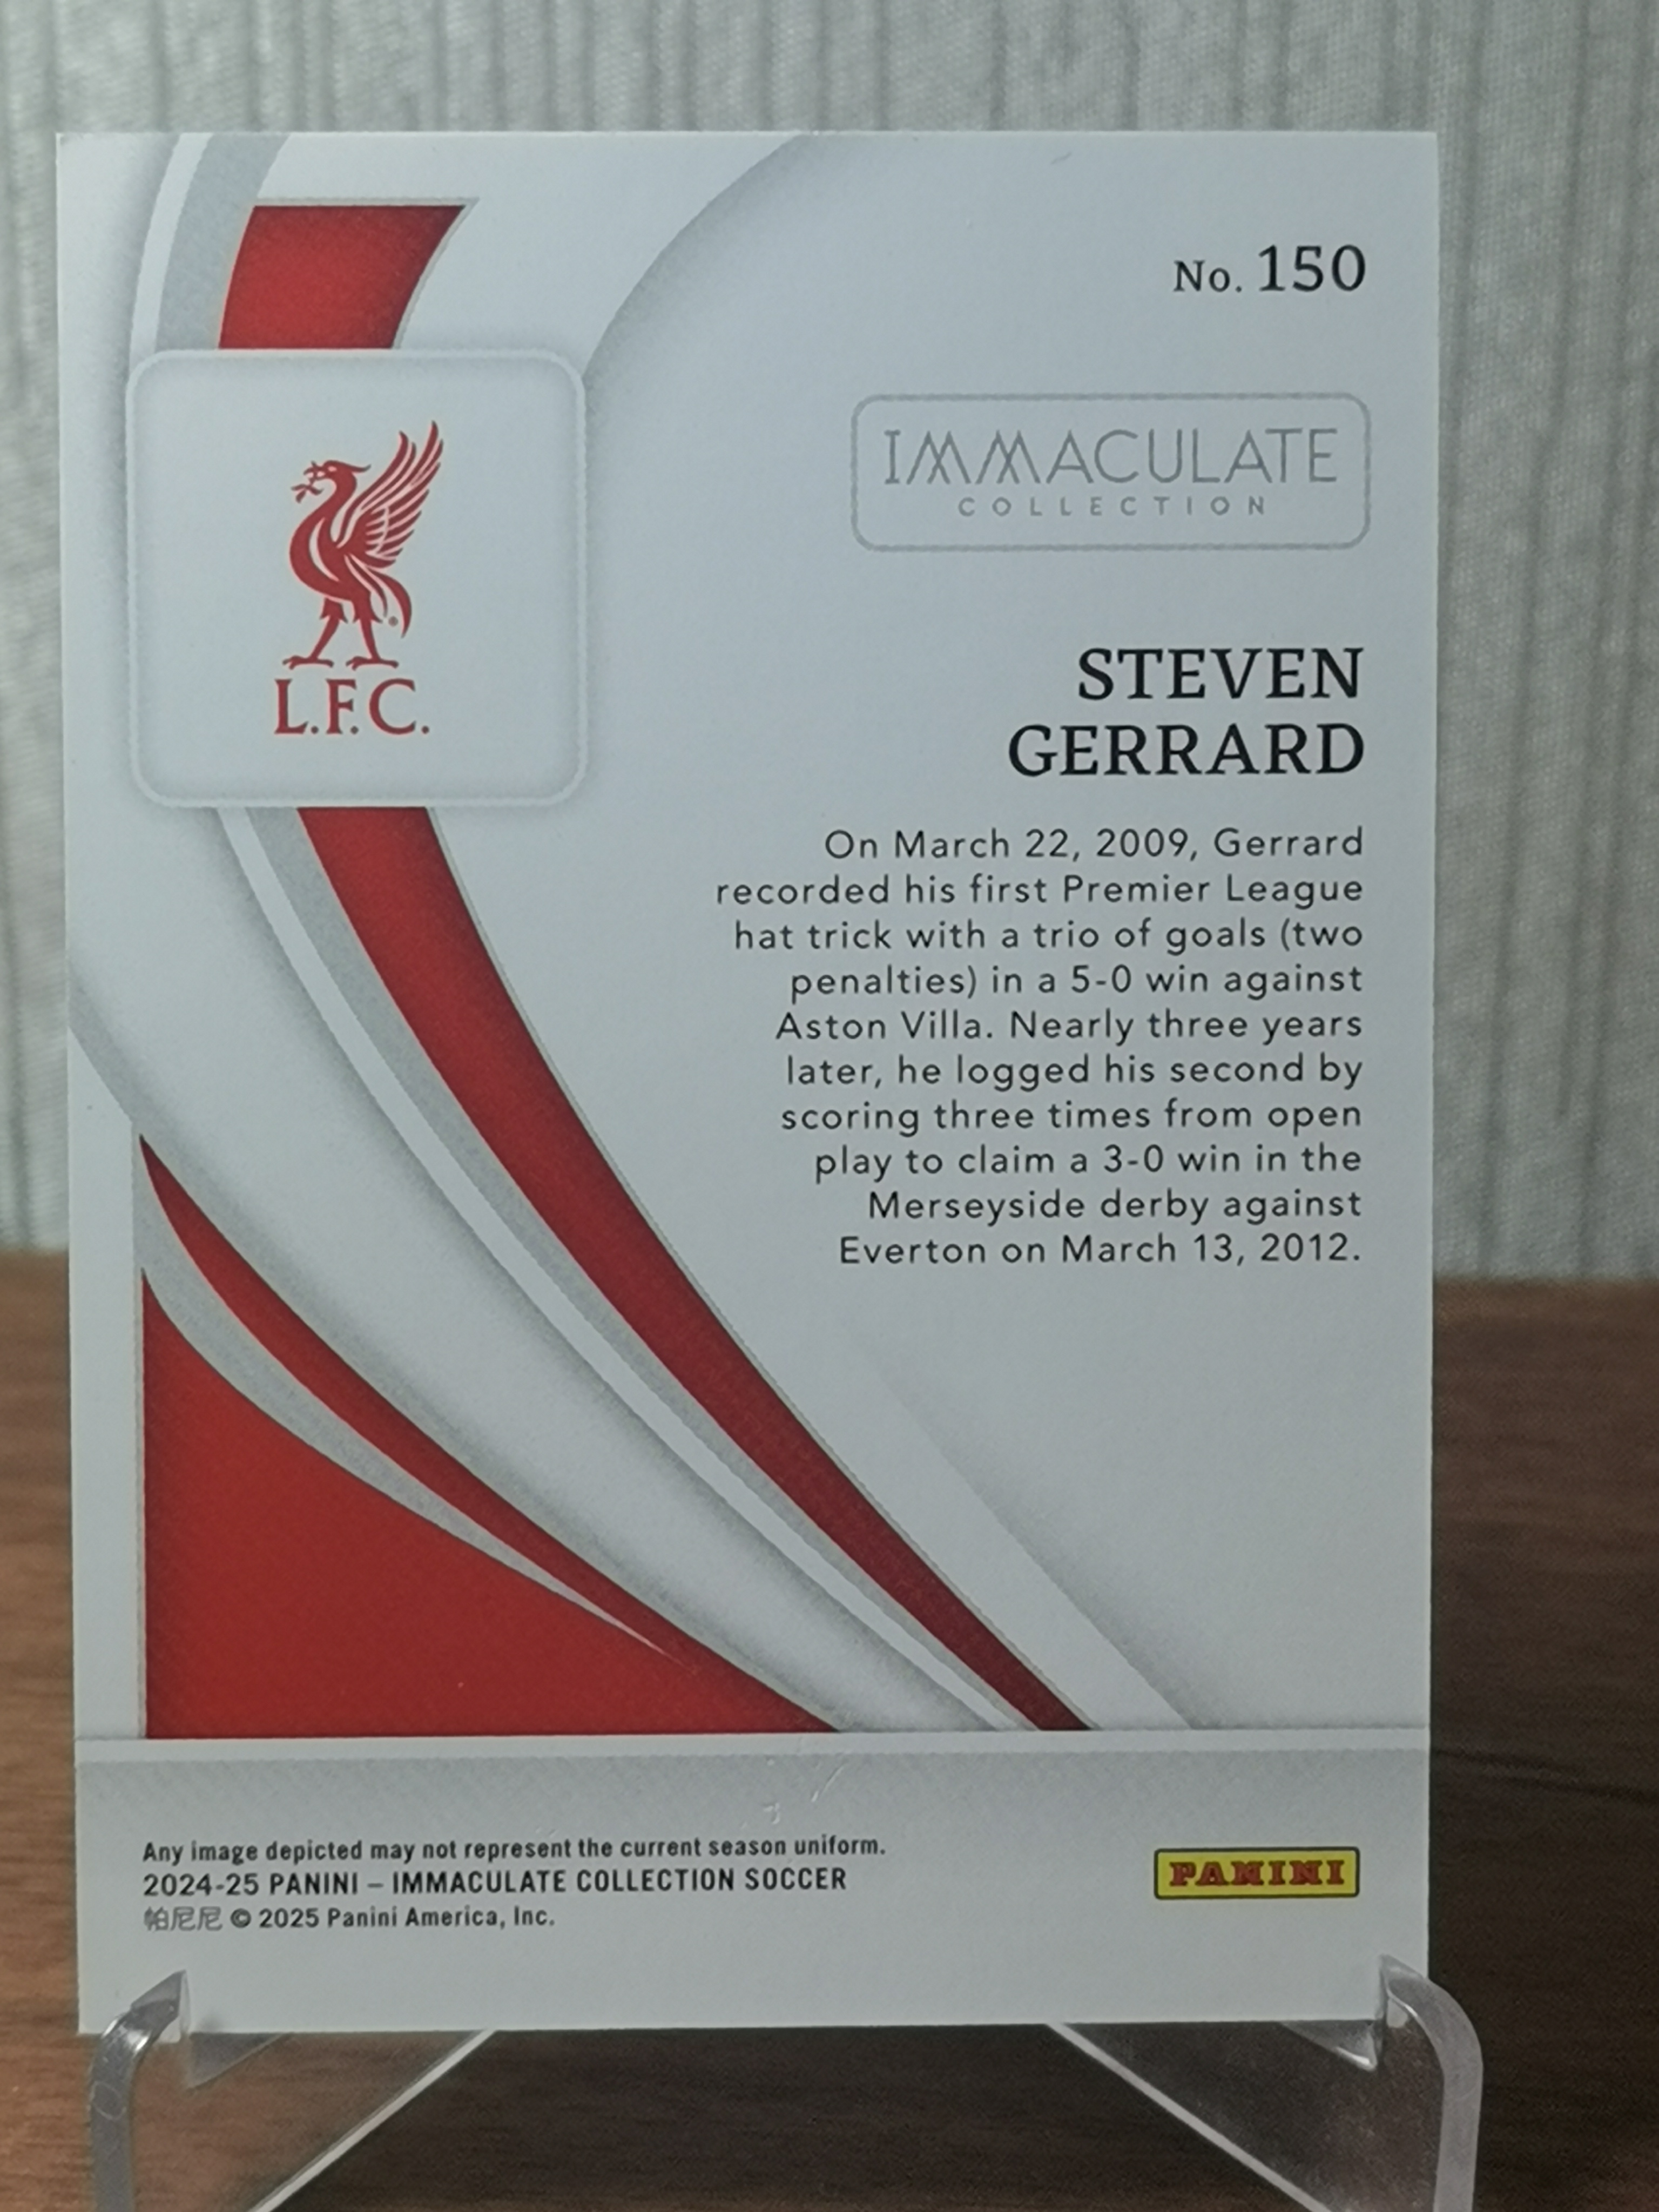 No. 150
IMMACULATE
COLLECTION
L.F.C.
STEVEN
GERRARD
On March 22, 2009, Gerrard
recorded his first Premier League
hat trick with a trio of goals (two
penalties) in a 5-0 win against
Aston Villa. Nearly three years
later, he logged his second by
scoring three times from open
play to claim a 3-0 win in the
Merseyside derby against
Everton on March 13, 2012.
Any image depicted may not represent the current season uniform.
2024-25 PANINI – IMMACULATE COLLECTION SOCCER
帕尼尼 © 2025 Panini America, Inc.
PANINI